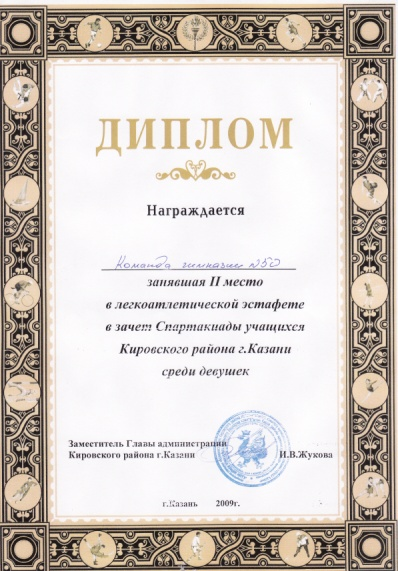 ДИПЛОМ
Награждается
Команда гимназии №50
занявшая II место
в легкоатлетической эстафете
в зачет Спартакиады учащихся
Кировского района г.Казани
среди девушек
Заместитель Главы администрации
Кировского района г.Казани И.В.Жукова
г.Казань 2009г.